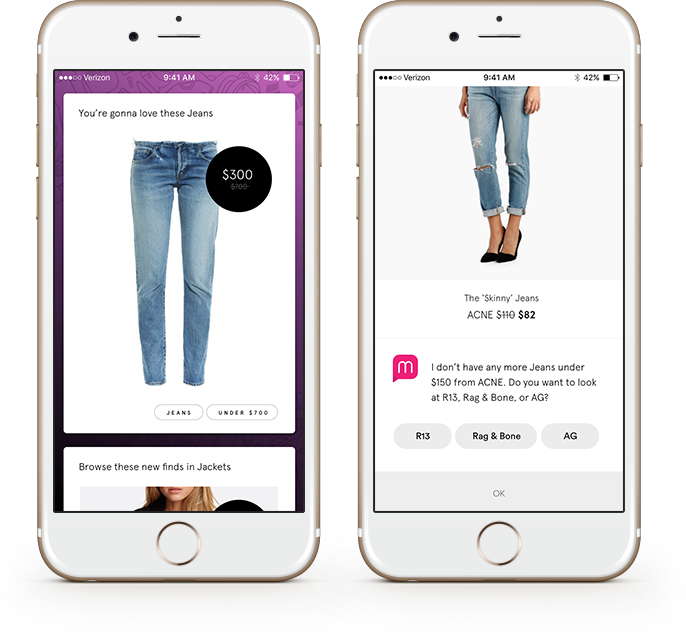 ●●●○○ Verizon 9:41 AM 42%
You're gonna love these Jeans
$300
$700
JEANS UNDER $700
Browse these new finds in Jackets
●●●○○ Verizon 9:41 AM 42%
The 'Skinny' Jeans
ACNE $110 $82
m
I don't have any more Jeans under
$150 from ACNE. Do you want to look
at R13, Rag & Bone, or AG?
R13 Rag & Bone AG
OK